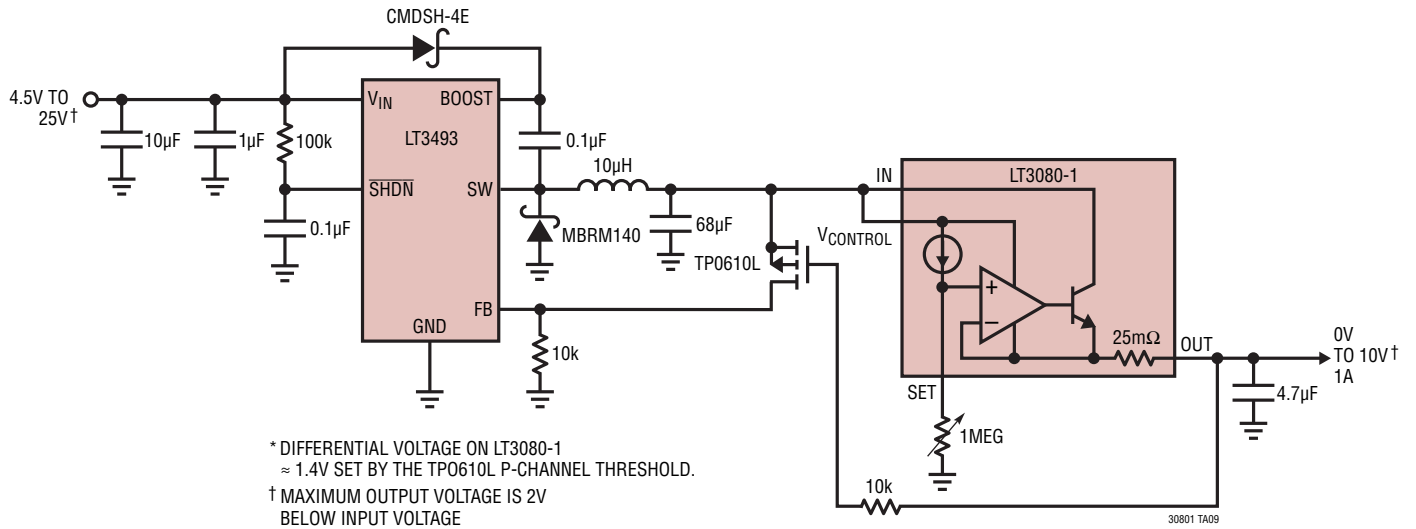 CMDSH-4E
4.5V TO
25V†
10µF
1µF
100k
0.1µF
VIN
BOOST
LT3493
SHDN
SW
FB
GND
0.1µF
10µH
MBRM140
68µF
TP0610L
10k
IN
LT3080-1
VCONTROL
+
–
25mΩ
OUT
SET
1MEG
10k
4.7µF
0V
TO 10V†
1A
* DIFFERENTIAL VOLTAGE ON LT3080-1
≈ 1.4V SET BY THE TPO610L P-CHANNEL THRESHOLD.
† MAXIMUM OUTPUT VOLTAGE IS 2V
BELOW INPUT VOLTAGE
30801 TA09